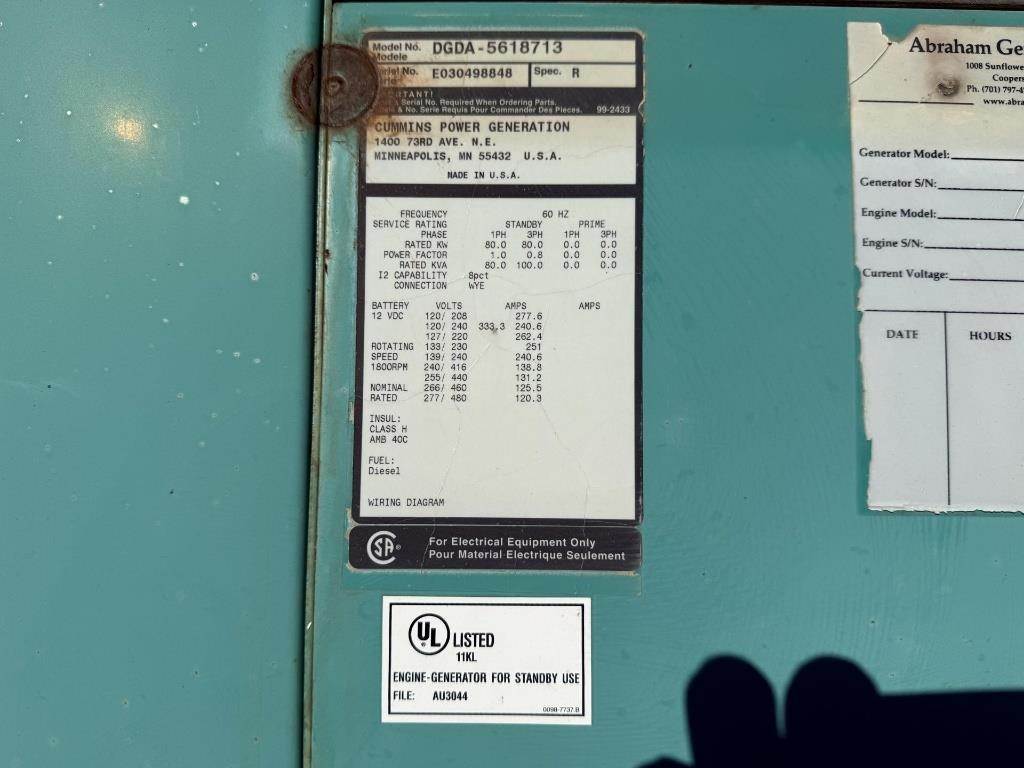 Model No. DGDA-5618713
Modele
No. E030498848 Spec. R
Serial No. Required When Ordering Parts.
& No. Serie Requis Pour Commander Des Pieces. 99-2433
CUMMINS POWER GENERATION
1400 73RD AVE. N.E.
MINNEAPOLIS, MN 55432 U.S.A.
MADE IN U.S.A.
FREQUENCY 60 HZ
SERVICE RATING STANDBY PRIME
PHASE 1PH 3PH 1PH 3PH
RATED KW 80.0 80.0 0.0 0.0
POWER FACTOR 1.0 0.8 0.0 0.0
RATED KVA 80.0 100.0 0.0 0.0
I2 CAPABILITY 8pct
CONNECTION WYE
BATTERY VOLTS AMPS AMPS
12 VDC 120/ 208 277.6
120/ 240 333.3 240.6
127/ 220 262.4
ROTATING 133/ 230 251
SPEED 139/ 240 240.6
1800RPM 240/ 416 138.8
255/ 440 131.2
NOMINAL 266/ 460 125.5
RATED 277/ 480 120.3
INSUL:
CLASS H
AMB 40C
FUEL:
Diesel
WIRING DIAGRAM
SA ®
For Electrical Equipment Only
Pour Material Electrique Seulement
UL LISTED
11KL
ENGINE-GENERATOR FOR STANDBY USE
FILE: AU3044
0098-7737.B
Abraham Ge
1008 Sunflowe
Coopers
Ph. (701) 797-4
www.abra
Generator Model:
Generator S/N:
Engine Model:
Engine S/N:
Current Voltage:
DATE HOURS